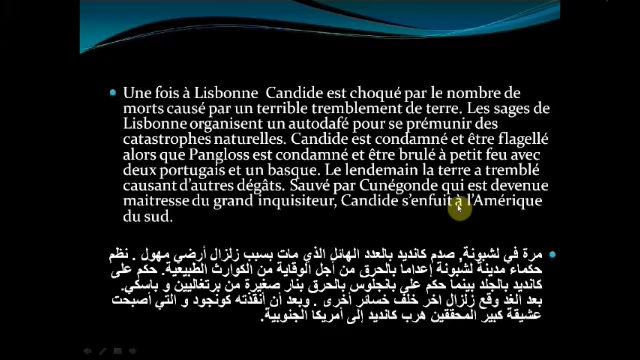 Une fois à Lisbonne Candide est choqué par le nombre de
morts causé par un terrible tremblement de terre. Les sages de
Lisbonne organisent un autodafé pour se prémunir des
catastrophes naturelles. Candide est condamné et être flagellé
alors que Pangloss est condamné et être brulé à petit feu avec
deux portugais et un basque. Le lendemain la terre a tremblé
causant d'autres dégâts. Sauvé par Cunégonde qui est devenue
maitresse du grand inquisiteur, Candide s'enfuit à l'Amérique
du sud.
مرة في لشبونة, صدم كانديد بالعدد الهائل الذي مات بسبب زلزال أرضي مهول . نظم
حكماء مدينة لشبونة إعداما بالحرق من أجل الوقاية من الكوارث الطبيعية. حكم على
كانديد بالجلد بينما حكم على بانجلوس بالحرق بنار صغيرة من برتغاليين و باسكي.
بعد الغد وقع زلزال آخر خلف خسائر أخرى . وبعد أن أنقذته كونجود و التي أصبحت
عشيقة كبير المحققين هرب كانديد إلى أمريكا الجنوبية.